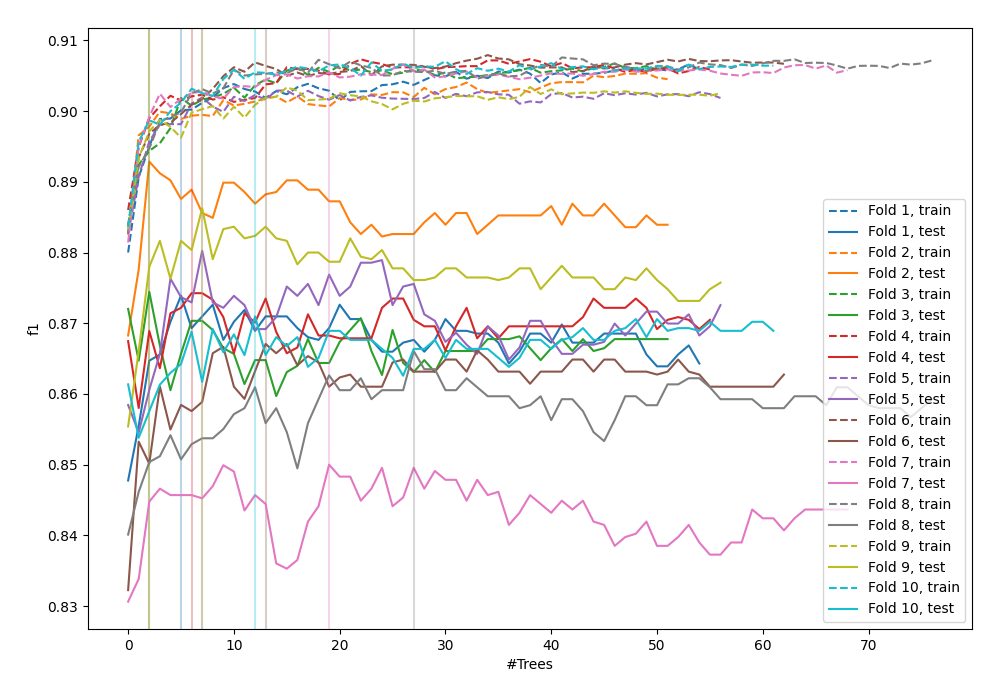 0.91
0.90
0.89
0.88
0.87
0.86
0.85
0.84
0.83
f1
0 10 20 30 40 50 60 70
#Trees
Fold 1, train
Fold 1, test
Fold 2, train
Fold 2, test
Fold 3, train
Fold 3, test
Fold 4, train
Fold 4, test
Fold 5, train
Fold 5, test
Fold 6, train
Fold 6, test
Fold 7, train
Fold 7, test
Fold 8, train
Fold 8, test
Fold 9, train
Fold 9, test
Fold 10, train
Fold 10, test